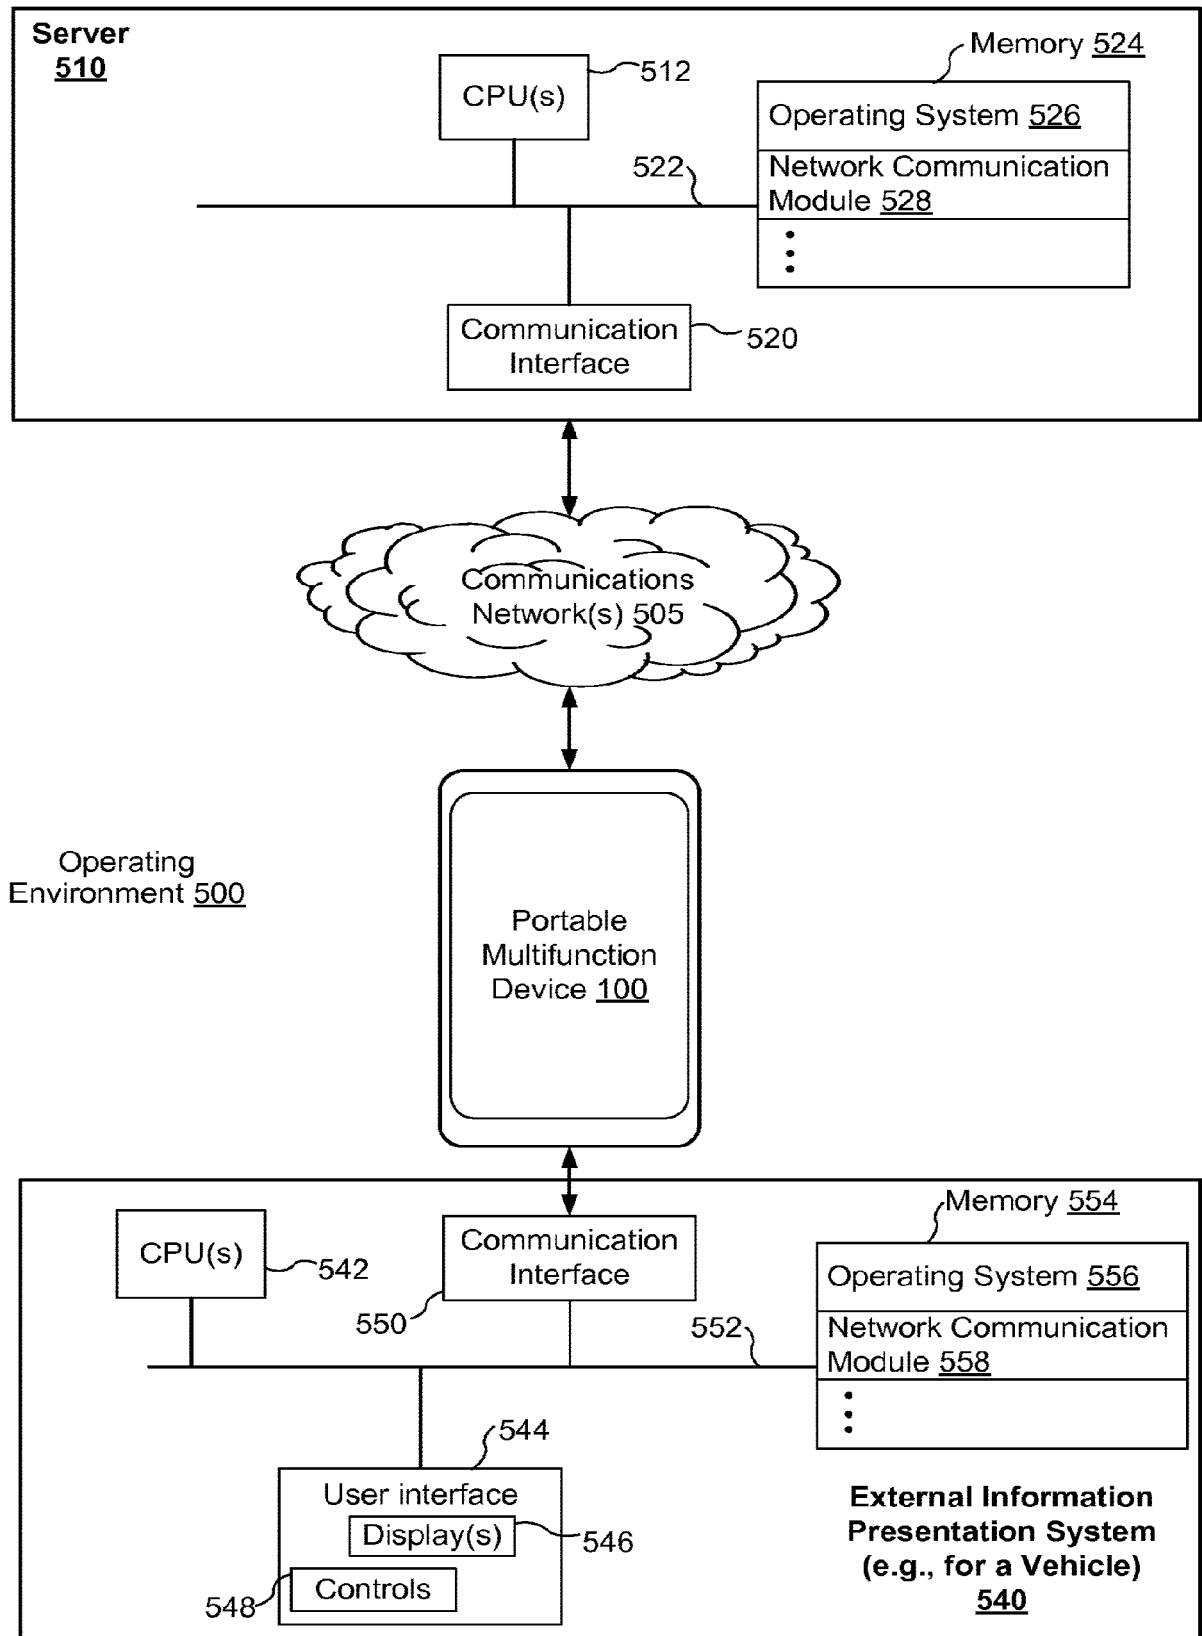 Server
510
CPU(s)
512
Memory 524
Operating System 526
Network Communication
Module 528
522
Communication
Interface
520
Communications
Network(s) 505
Operating
Environment 500
Portable
Multifunction
Device 100
CPU(s)
542
Communication
Interface
550
Memory 554
Operating System 556
Network Communication
Module 558
552
544
User interface
Display(s)
546
Controls
548
External Information
Presentation System
(e.g., for a Vehicle)
540